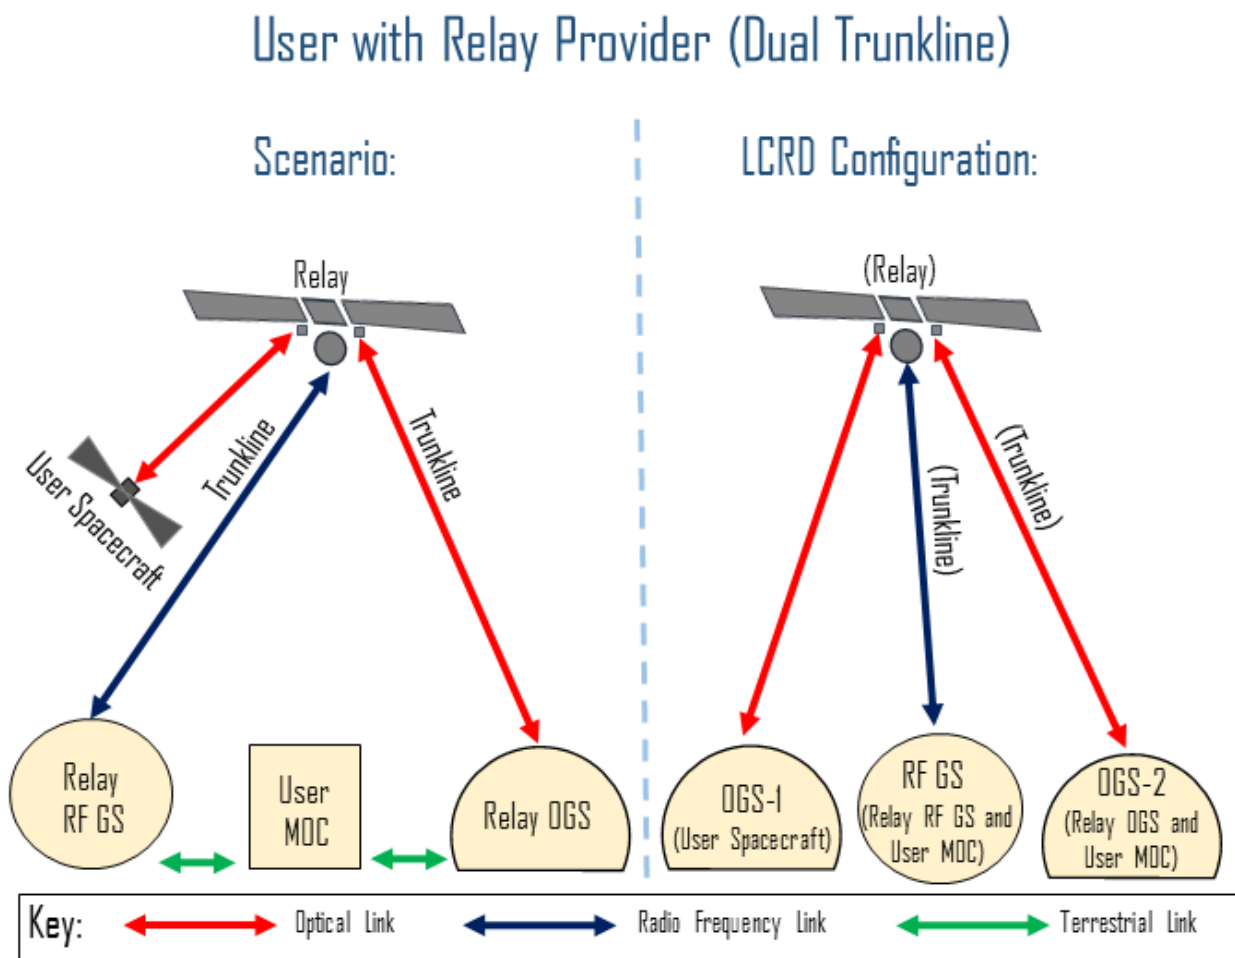 User with Relay Provider (Dual Trunkline)
Scenario:
Relay
Trunkline
Trunkline
User Spacecraft
Relay
RF GS
User
MOC
Relay OGS
LCRD Configuration:
(Relay)
(Trunkline)
(Trunkline)
OGS-1
(User Spacecraft)
RF GS
(Relay RF GS and
User MOC)
OGS-2
(Relay OGS and
User MOC)
Key:
Optical Link
Radio Frequency Link
Terrestrial Link